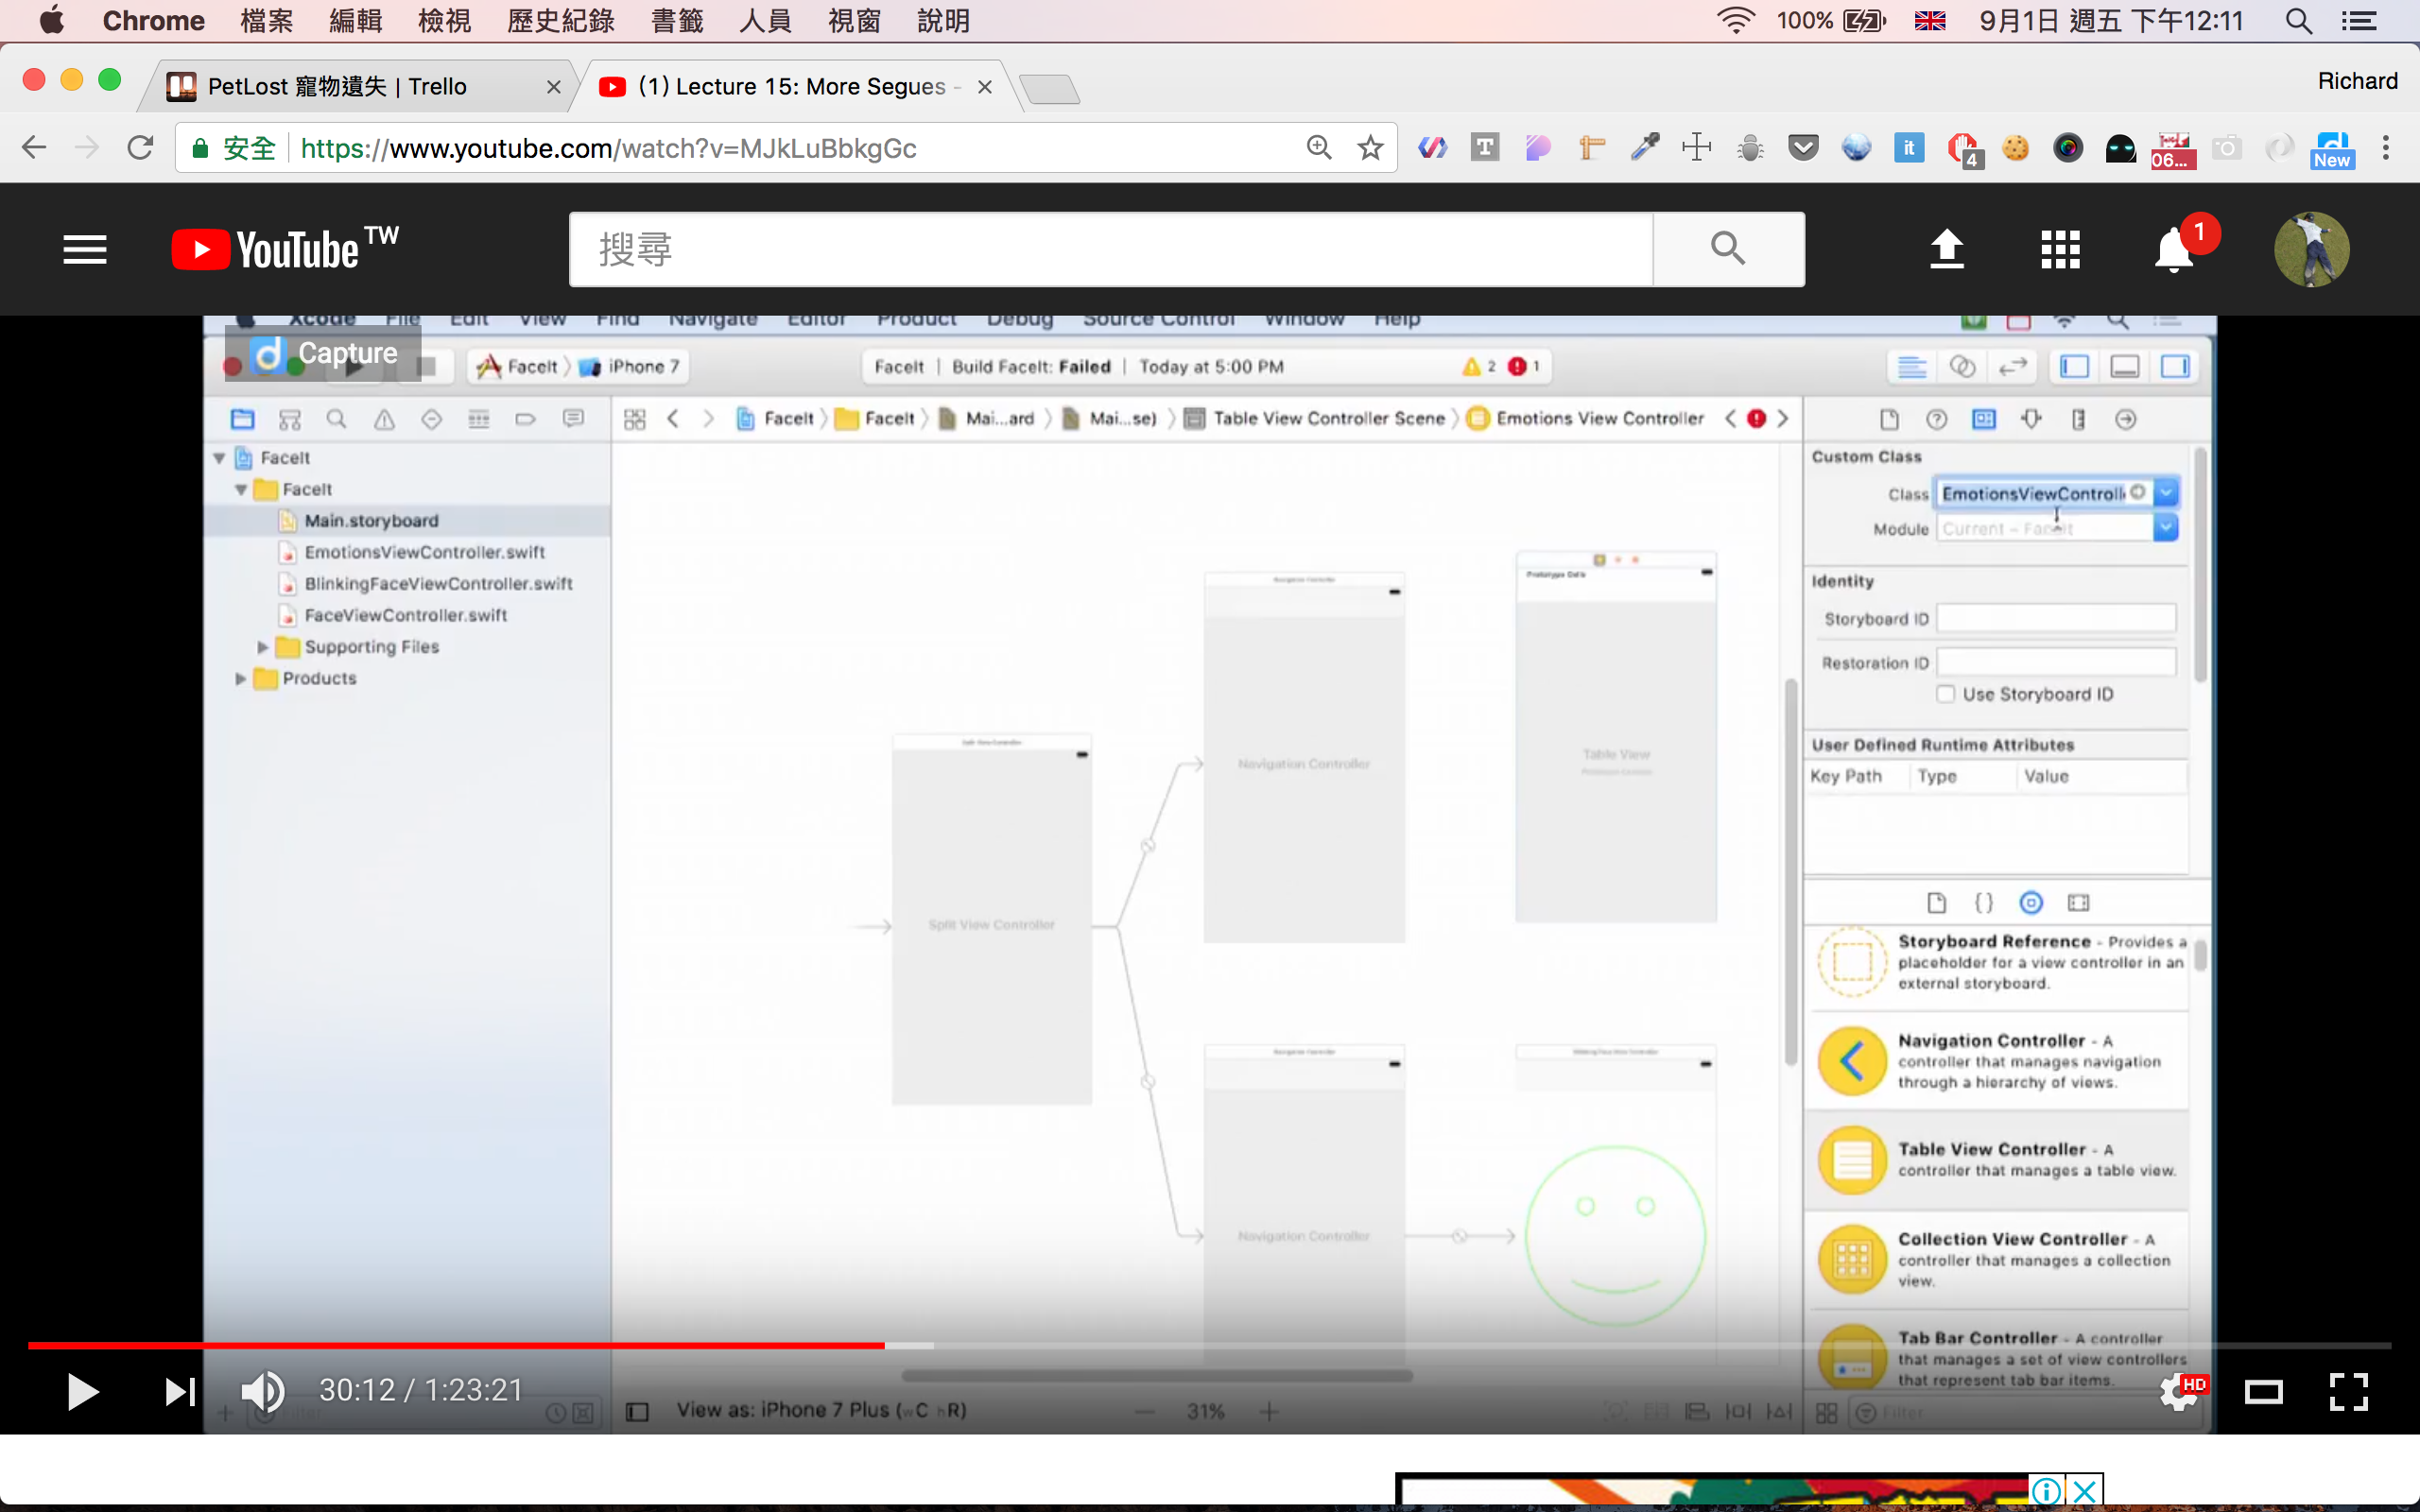 Chrome 檔案 編輯 檢視 歷史紀錄 書籤 人員 視窗 說明 100% 9月1日 週五 下午12:11
PetLost 寵物遺失 | Trello (1) Lecture 15: More Segues - Richard
安全 https://www.youtube.com/watch?v=MJkLuBbkgGc it 4 06... New
YouTube TW 搜尋 1
Xcode File Edit View Find Navigate Editor Product Debug Source Control Window Help
Capture
FaceIt iPhone 7 FaceIt | Build FaceIt: Failed | Today at 5:00 PM 2 1
FaceIt FaceIt Mai...ard Mai...se) Table View Controller Scene Emotions View Controller
FaceIt
FaceIt
Main.storyboard
EmotionsViewController.swift
BlinkingFaceViewController.swift
FaceViewController.swift
Supporting Files
Products
Split View Controller
Navigation Controller
Prototype Cells
Table View
Navigation Controller
Custom Class
Class EmotionsViewControll
Module Current – FaceIt
Identity
Storyboard ID
Restoration ID
Use Storyboard ID
User Defined Runtime Attributes
Key Path Type Value
{ }
Storyboard Reference - Provides a
placeholder for a view controller in an
external storyboard.
Navigation Controller - A
controller that manages navigation
through a hierarchy of views.
Table View Controller - A
controller that manages a table view.
Collection View Controller - A
controller that manages a collection
view.
Tab Bar Controller - A controller
that manages a set of view controllers
that represent tab bar items.
30:12 / 1:23:21 HD
View as: iPhone 7 Plus (wC hR) 31% Filter